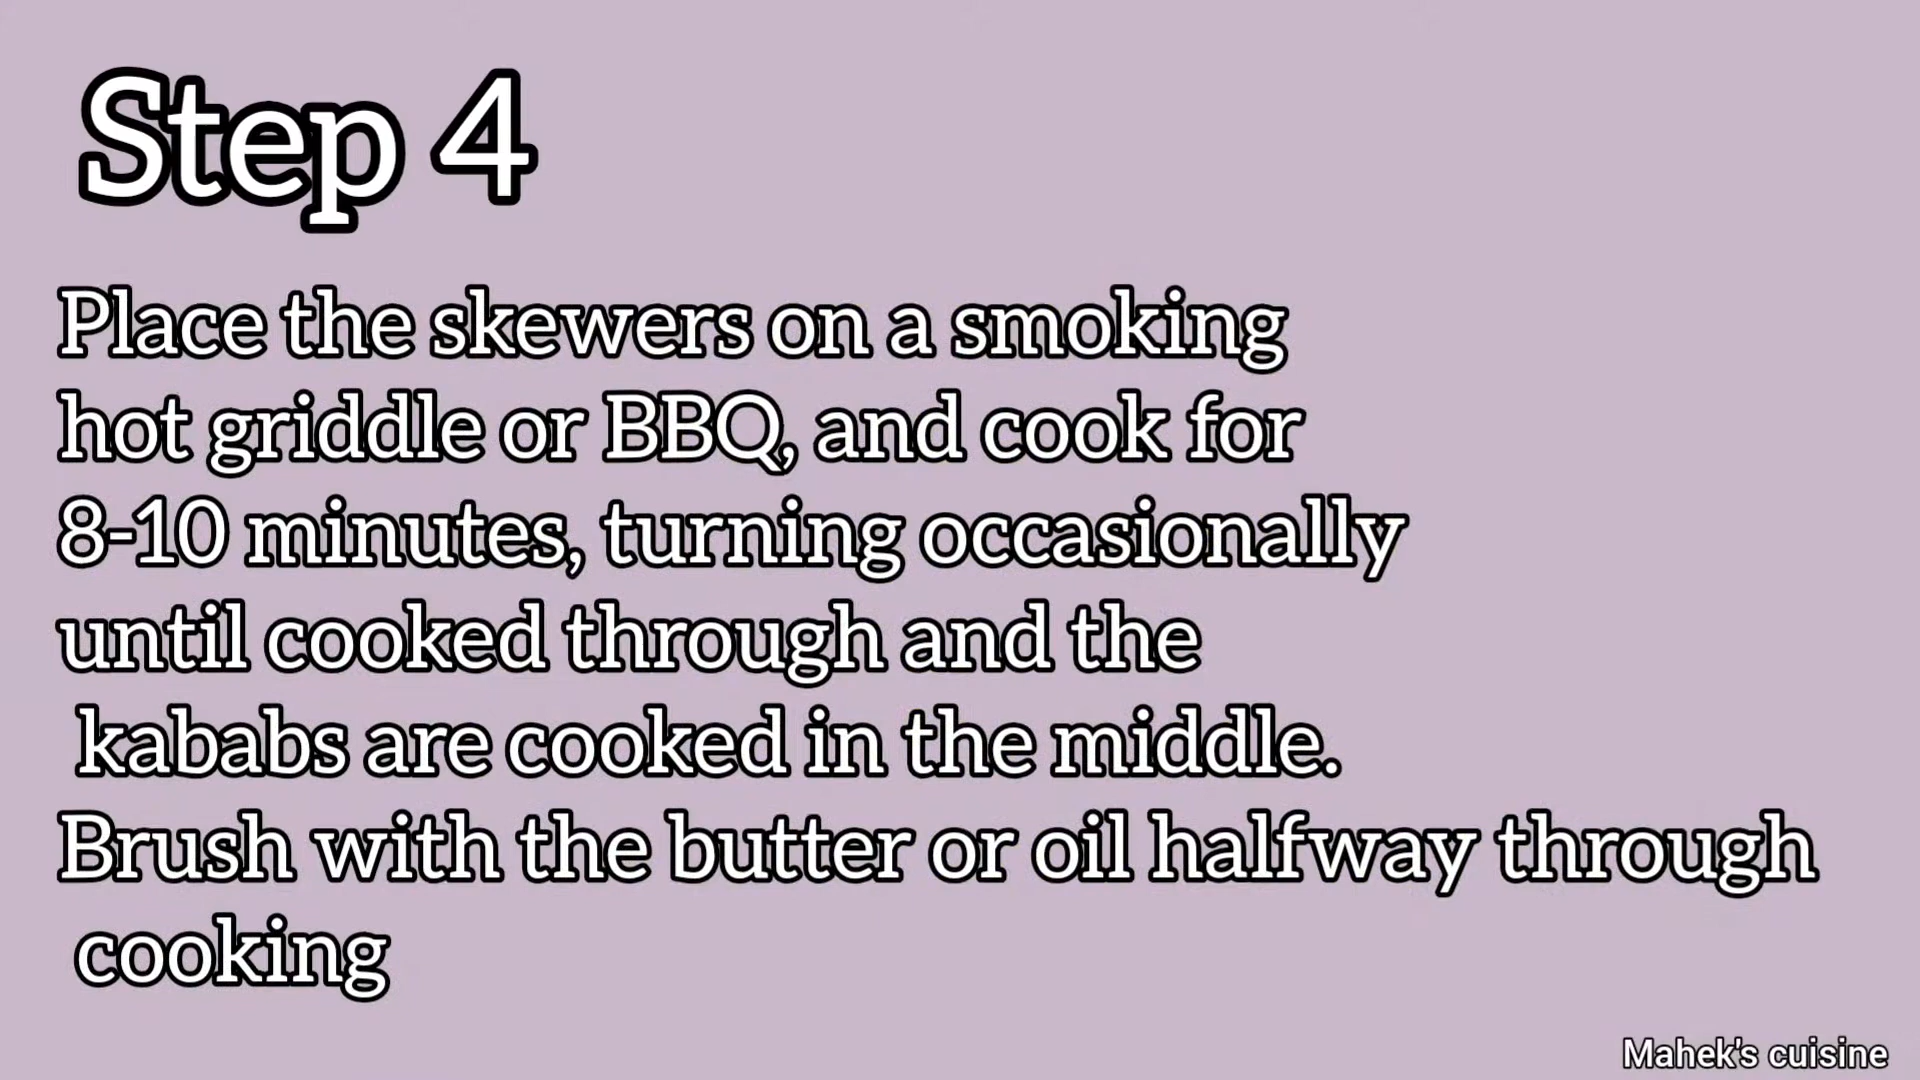 Step 4
Place the skewers on a smoking
hot griddle or BBQ, and cook for
8-10 minutes, turning occasionally
until cooked through and the
kababs are cooked in the middle.
Brush with the butter or oil halfway through
cooking
Mahek's cuisine